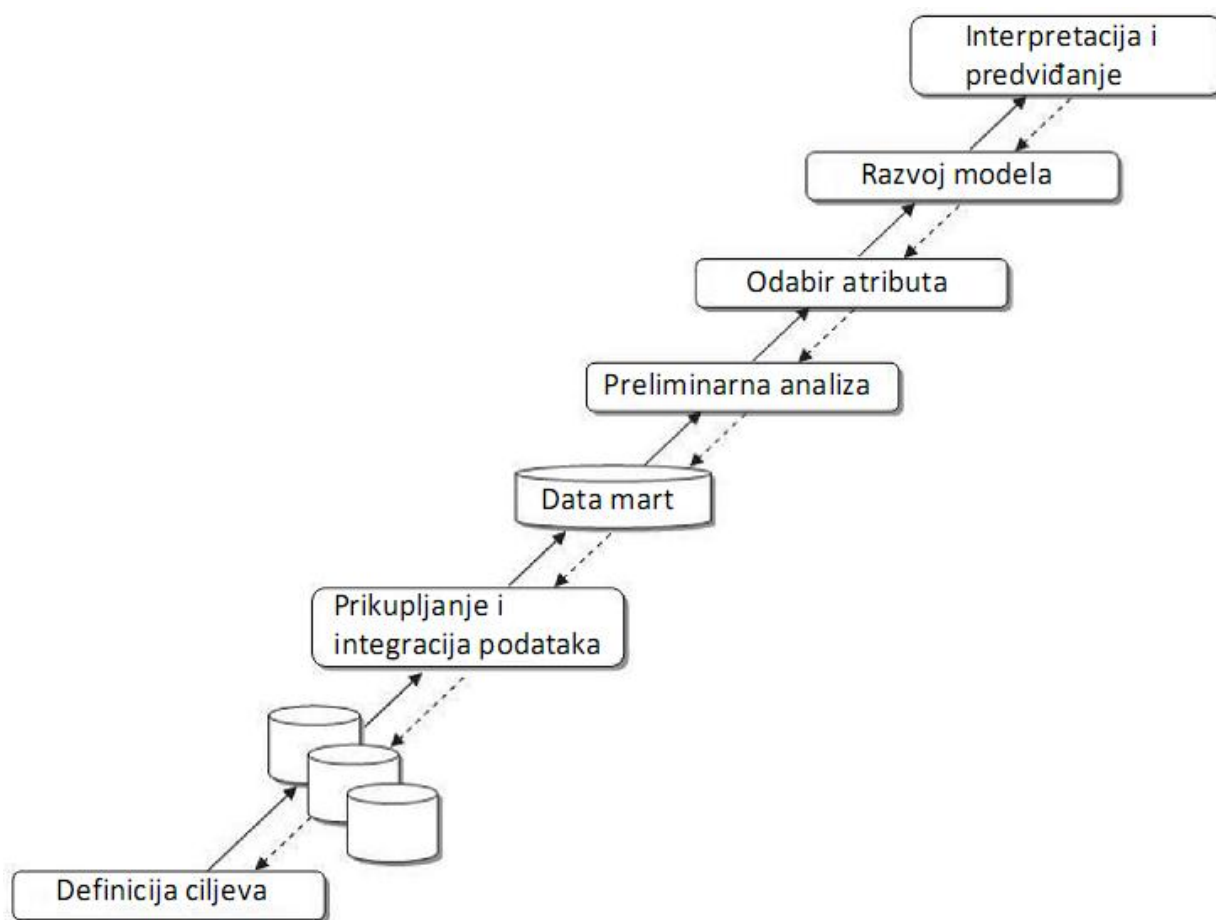 Interpretacija i
predviđanje
Razvoj modela
Odabir atributa
Preliminarna analiza
Data mart
Prikupljanje i
integracija podataka
Definicija ciljeva